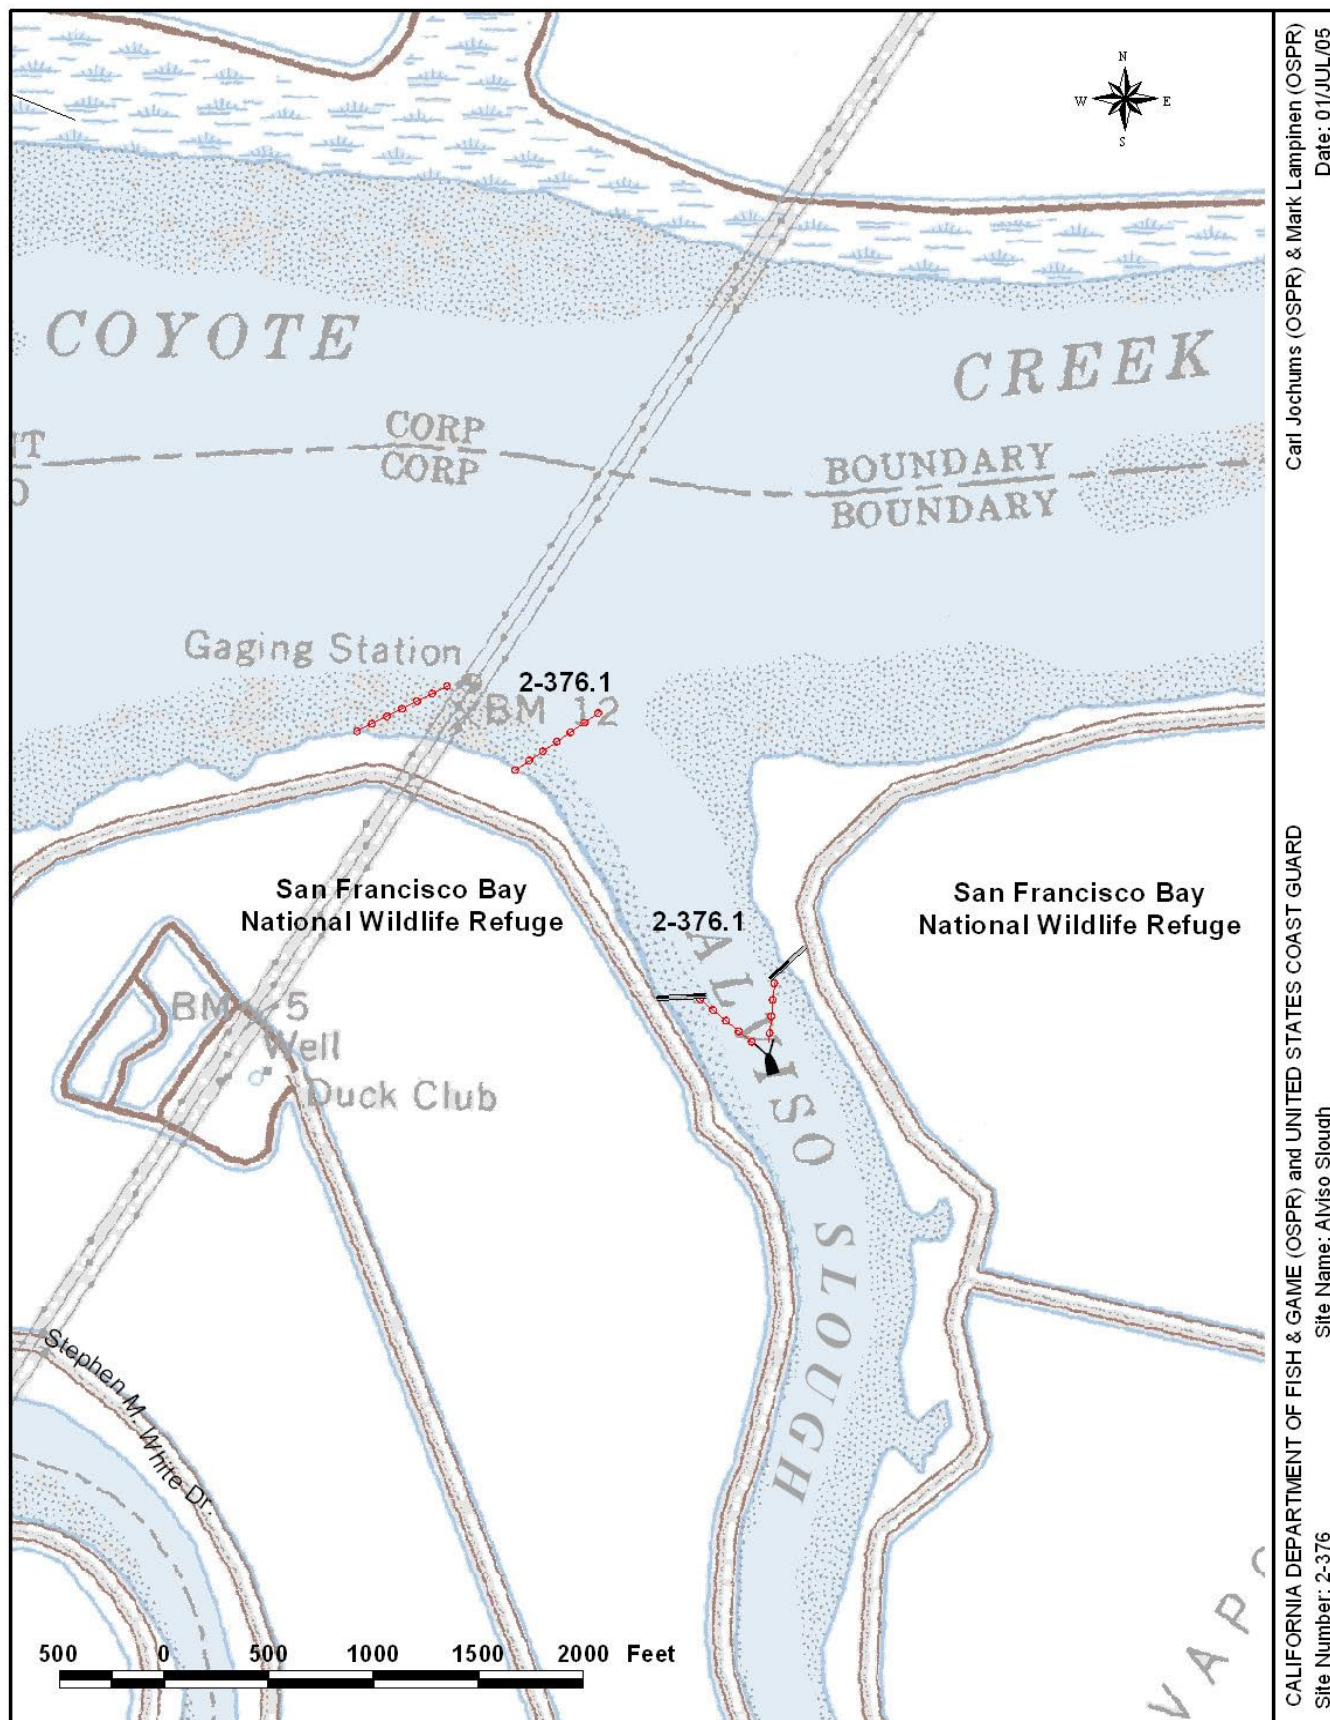 N
W E
S
COYOTE
CREEK
CORP
CORP
BOUNDARY
BOUNDARY
Gaging Station
2-376.1
BM 12
San Francisco Bay
National Wildlife Refuge
2-376.1
San Francisco Bay
National Wildlife Refuge
ALVISO SLOUGH
BM 5
Well
Duck Club
Stephen M. White Dr.
500 0 500 1000 1500 2000 Feet
VAPO
Carl Jochums (OSPR) & Mark Lampinen (OSPR)
Date: 01/JUL/05
CALIFORNIA DEPARTMENT OF FISH & GAME (OSPR) and UNITED STATES COAST GUARD
Site Number: 2-376 Site Name: Alviso Slough